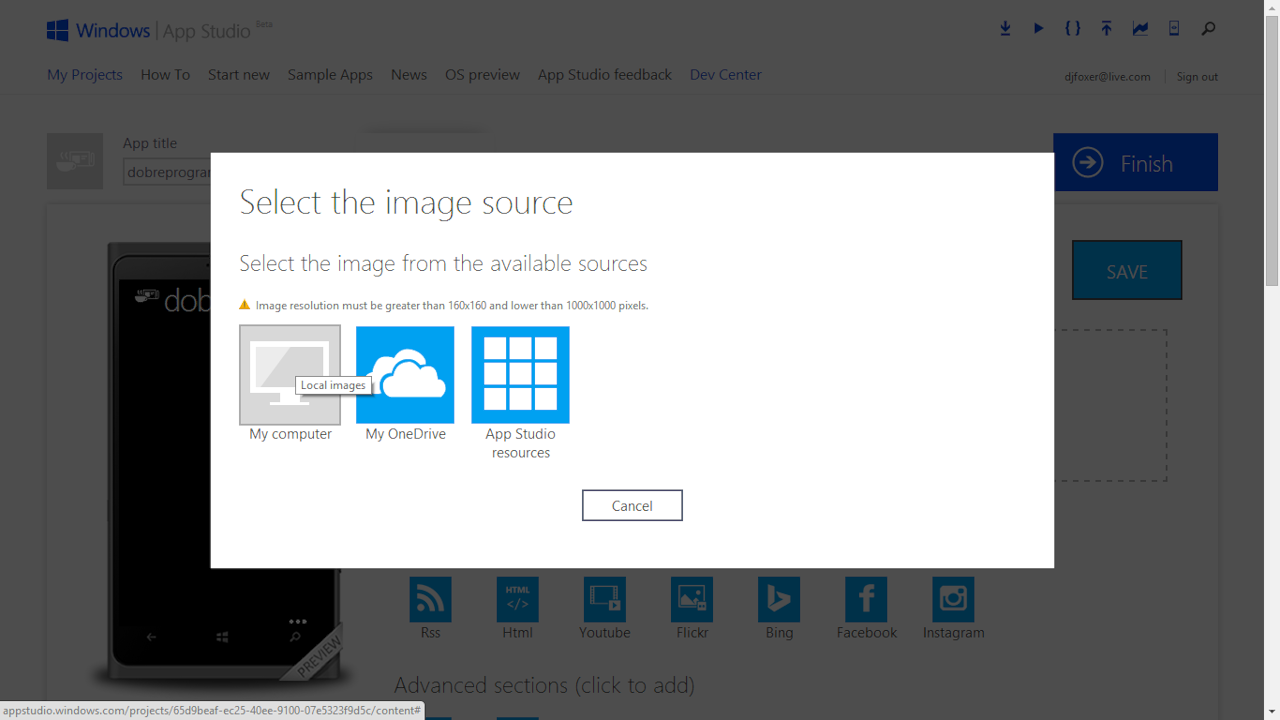 Windows | App Studio Beta
My Projects How To Start new Sample Apps News OS preview App Studio feedback Dev Center
djfoxer@live.com | Sign out
App title
dobreprogra
Finish
Select the image source
Select the image from the available sources
Image resolution must be greater than 160x160 and lower than 1000x1000 pixels.
SAVE
dob
Local images
My computer My OneDrive App Studio
resources
Cancel
HTML
</>
Rss Html Youtube Flickr Bing Facebook Instagram
PREVIEW
Advanced sections (click to add)
appstudio.windows.com/projects/65d9beaf-ec25-40ee-9100-07e5323f9d5c/content#